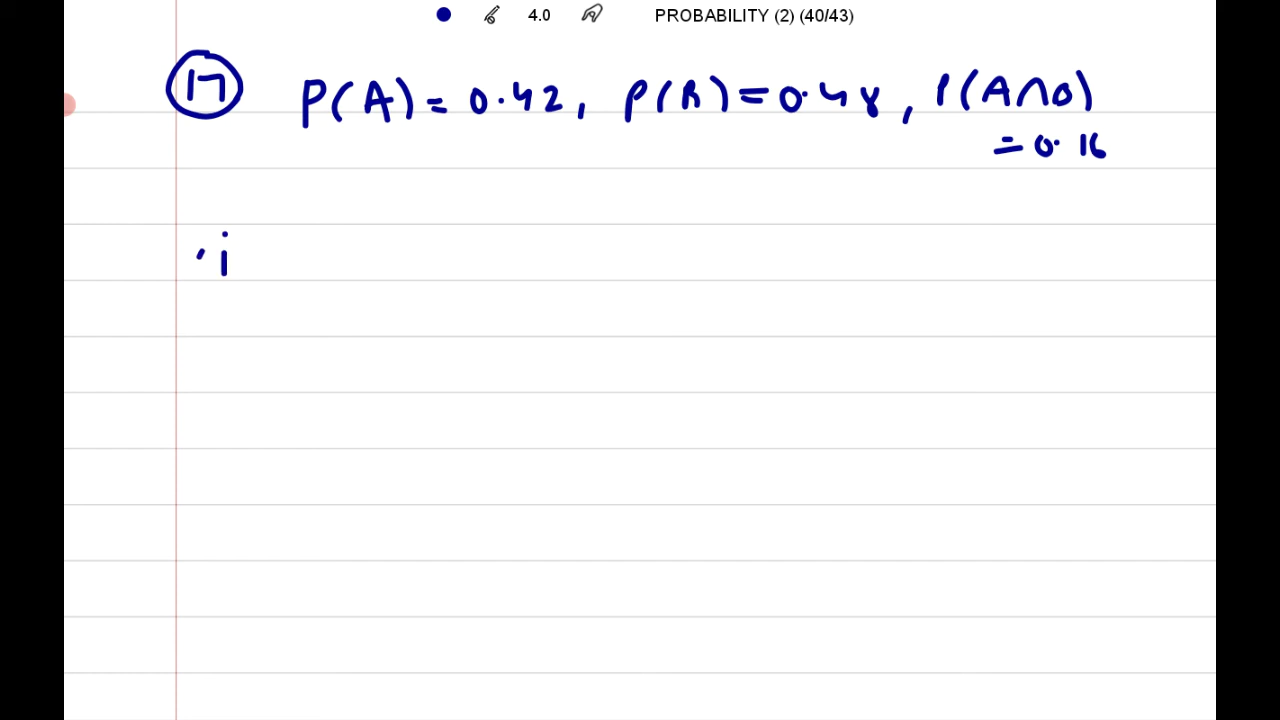 4.0 PROBABILITY (2) (40/43)
17 P(A) = 0.42, P(B) = 0.48, P(A∩B)
= 0.16
i